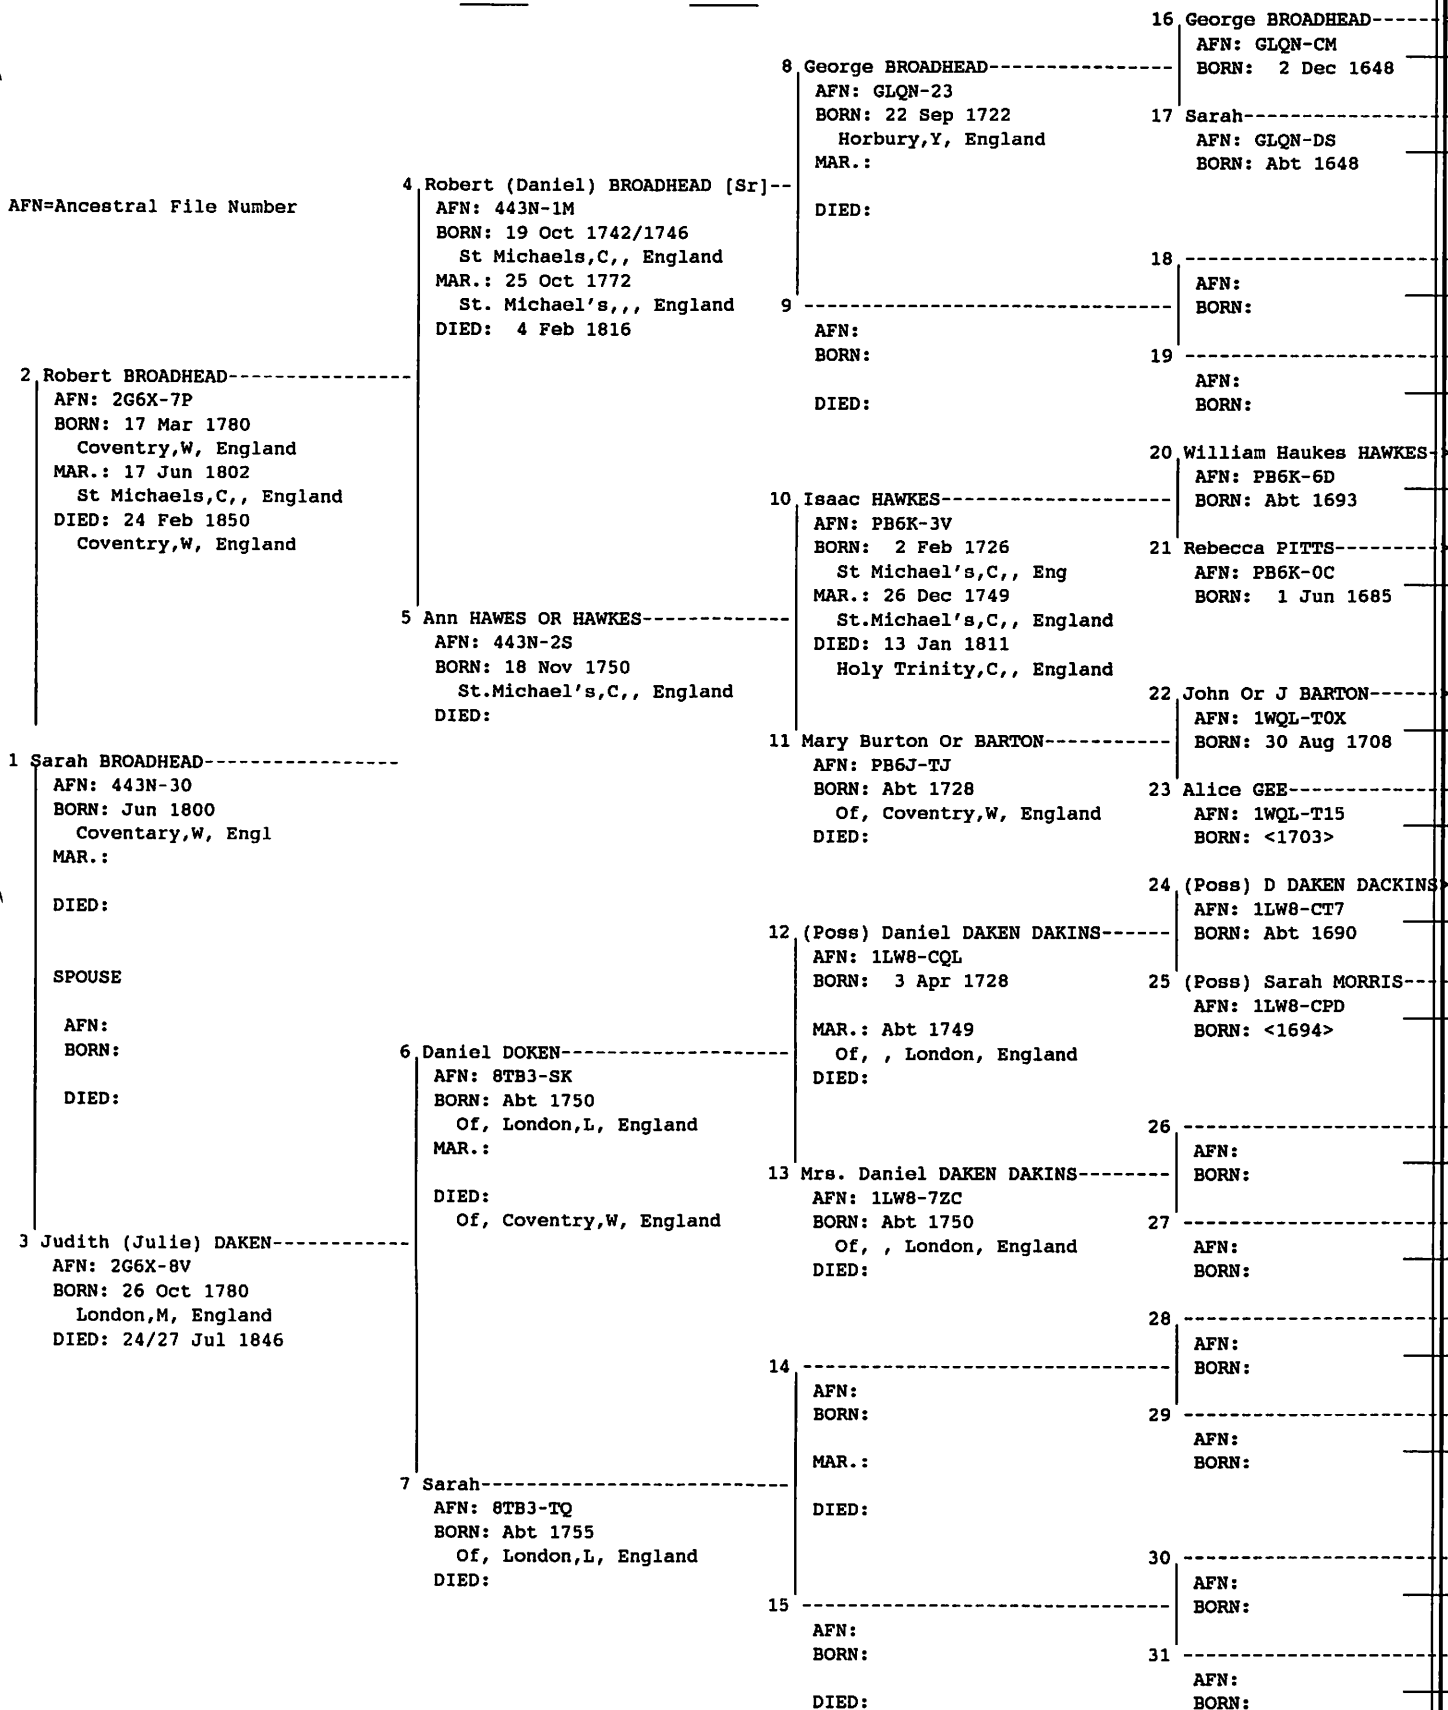 AFN=Ancestral File Number
1 Sarah BROADHEAD----------------
AFN: 443N-30
BORN: Jun 1800
Coventary,W, Engl
MAR.:
DIED:
SPOUSE
AFN:
BORN:
DIED:
2 Robert BROADHEAD---------------
AFN: 2G6X-7P
BORN: 17 Mar 1780
Coventry,W, England
MAR.: 17 Jun 1802
St Michaels,C,, England
DIED: 24 Feb 1850
Coventry,W, England
3 Judith (Julie) DAKEN-----------
AFN: 2G6X-8V
BORN: 26 Oct 1780
London,M, England
DIED: 24/27 Jul 1846
4 Robert (Daniel) BROADHEAD [Sr]--
AFN: 443N-1M
BORN: 19 Oct 1742/1746
St Michaels,C,, England
MAR.: 25 Oct 1772
St. Michael's,,, England
DIED: 4 Feb 1816
5 Ann HAWES OR HAWKES------------
AFN: 443N-2S
BORN: 18 Nov 1750
St.Michael's,C,, England
DIED:
6 Daniel DOKEN-------------------
AFN: 8TB3-SK
BORN: Abt 1750
Of, London,L, England
MAR.:
DIED:
Of, Coventry,W, England
7 Sarah--------------------------
AFN: 8TB3-TQ
BORN: Abt 1755
Of, London,L, England
DIED:
8 George BROADHEAD---------------
AFN: GLQN-23
BORN: 22 Sep 1722
Horbury,Y, England
MAR.:
DIED:
9 -------------------------------
AFN:
BORN:
DIED:
10 Isaac HAWKES-------------------
AFN: PB6K-3V
BORN: 2 Feb 1726
St Michael's,C,, Eng
MAR.: 26 Dec 1749
St.Michael's,C,, England
DIED: 13 Jan 1811
Holy Trinity,C,, England
11 Mary Burton Or BARTON-----------
AFN: PB6J-TJ
BORN: Abt 1728
Of, Coventry,W, England
DIED:
12 (Poss) Daniel DAKEN DAKINS------
AFN: 1LW8-CQL
BORN: 3 Apr 1728
MAR.: Abt 1749
Of, , London, England
DIED:
13 Mrs. Daniel DAKEN DAKINS--------
AFN: 1LW8-7ZC
BORN: Abt 1750
Of, , London, England
DIED:
14 -------------------------------
AFN:
BORN:
MAR.:
DIED:
15 -------------------------------
AFN:
BORN:
DIED:
16 George BROADHEAD-----
AFN: GLQN-CM
BORN: 2 Dec 1648
17 Sarah----------------
AFN: GLQN-DS
BORN: Abt 1648
18 ---------------------
AFN:
BORN:
19 ---------------------
AFN:
BORN:
20 William Haukes HAWKES->
AFN: PB6K-6D
BORN: Abt 1693
21 Rebecca PITTS--------->
AFN: PB6K-0C
BORN: 1 Jun 1685
22 John Or J BARTON------>
AFN: 1WQL-T0X
BORN: 30 Aug 1708
23 Alice GEE------------
AFN: 1WQL-T15
BORN: <1703>
24 (Poss) D DAKEN DACKINS>
AFN: 1LW8-CT7
BORN: Abt 1690
25 (Poss) Sarah MORRIS---
AFN: 1LW8-CPD
BORN: <1694>
26 ---------------------
AFN:
BORN:
27 ---------------------
AFN:
BORN:
28 ---------------------
AFN:
BORN:
29 ---------------------
AFN:
BORN:
30 ---------------------
AFN:
BORN:
31 ---------------------
AFN:
BORN: